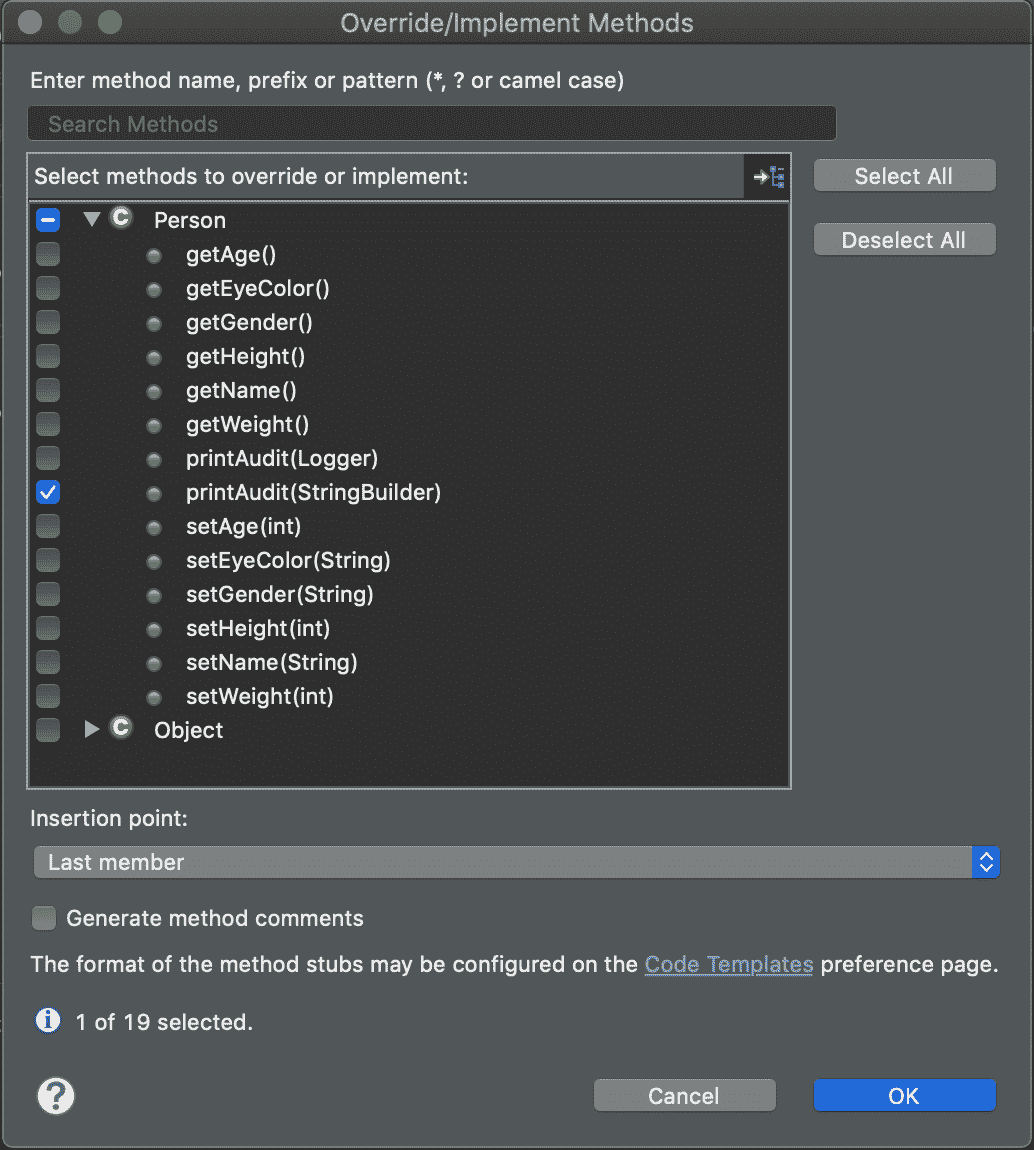 Override/Implement Methods
Enter method name, prefix or pattern (*, ? or camel case)
Search Methods
Select methods to override or implement:
Select All
Deselect All
C Person
getAge()
getEyeColor()
getGender()
getHeight()
getName()
getWeight()
printAudit(Logger)
printAudit(StringBuilder)
setAge(int)
setEyeColor(String)
setGender(String)
setHeight(int)
setName(String)
setWeight(int)
C Object
Insertion point:
Last member
Generate method comments
The format of the method stubs may be configured on the Code Templates preference page.
i 1 of 19 selected.
? Cancel OK